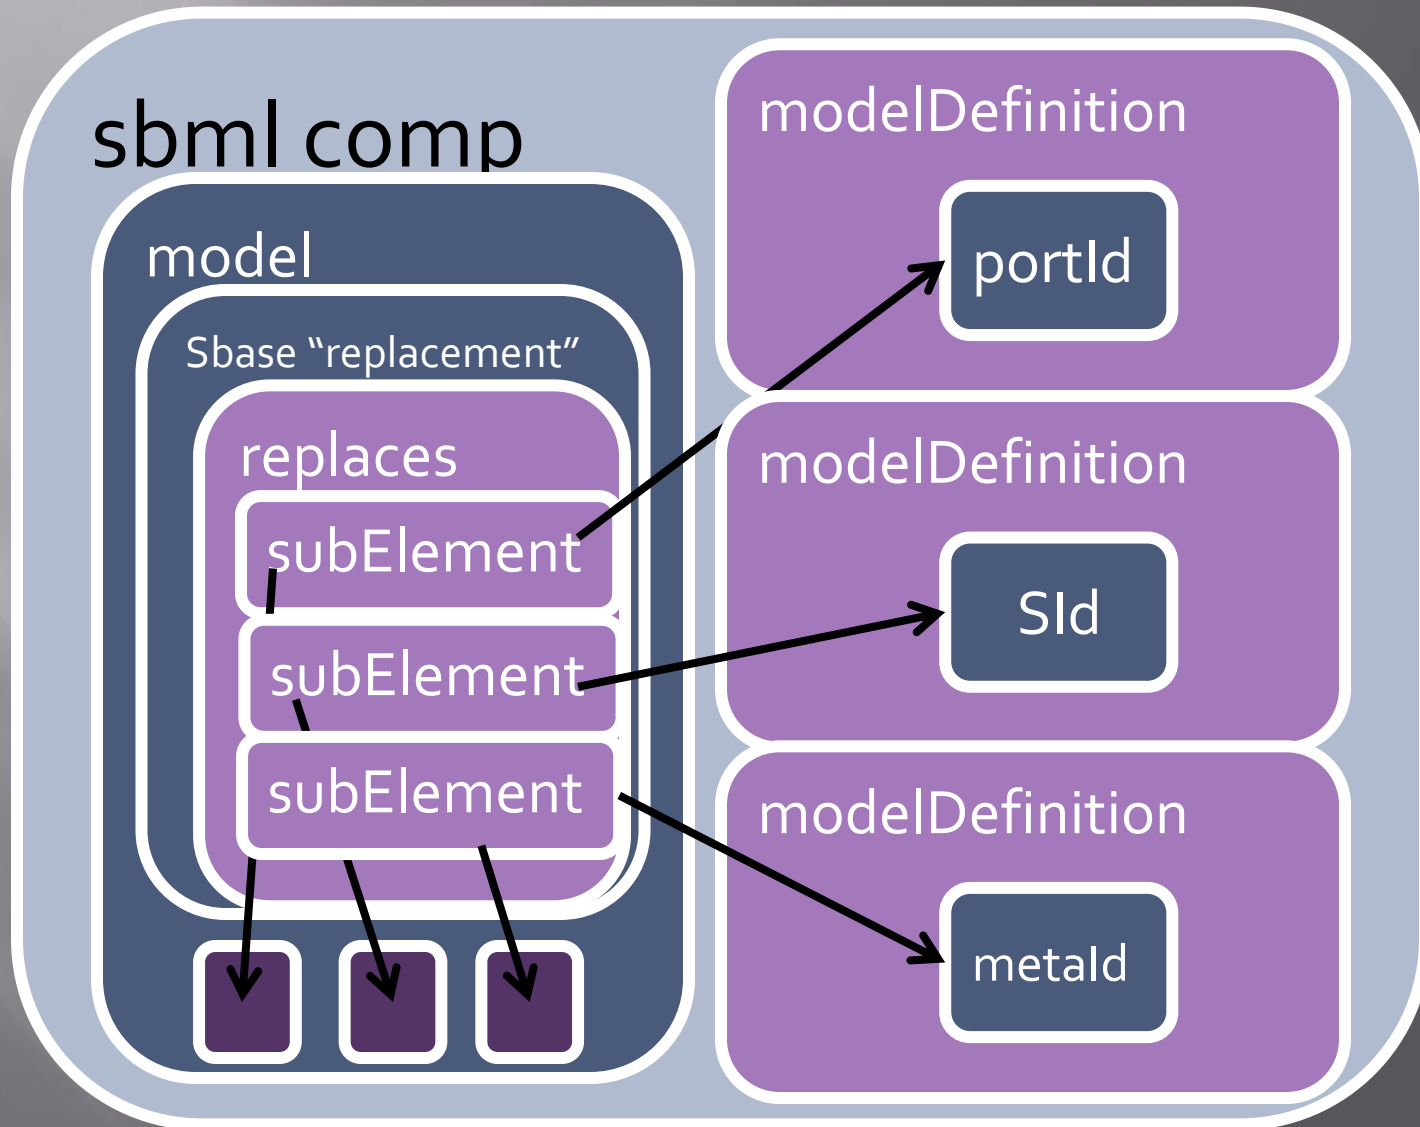 sbml comp
model
Sbase “replacement”
replaces
subElement
subElement
subElement
modelDefinition
portId
modelDefinition
SId
modelDefinition
metaId